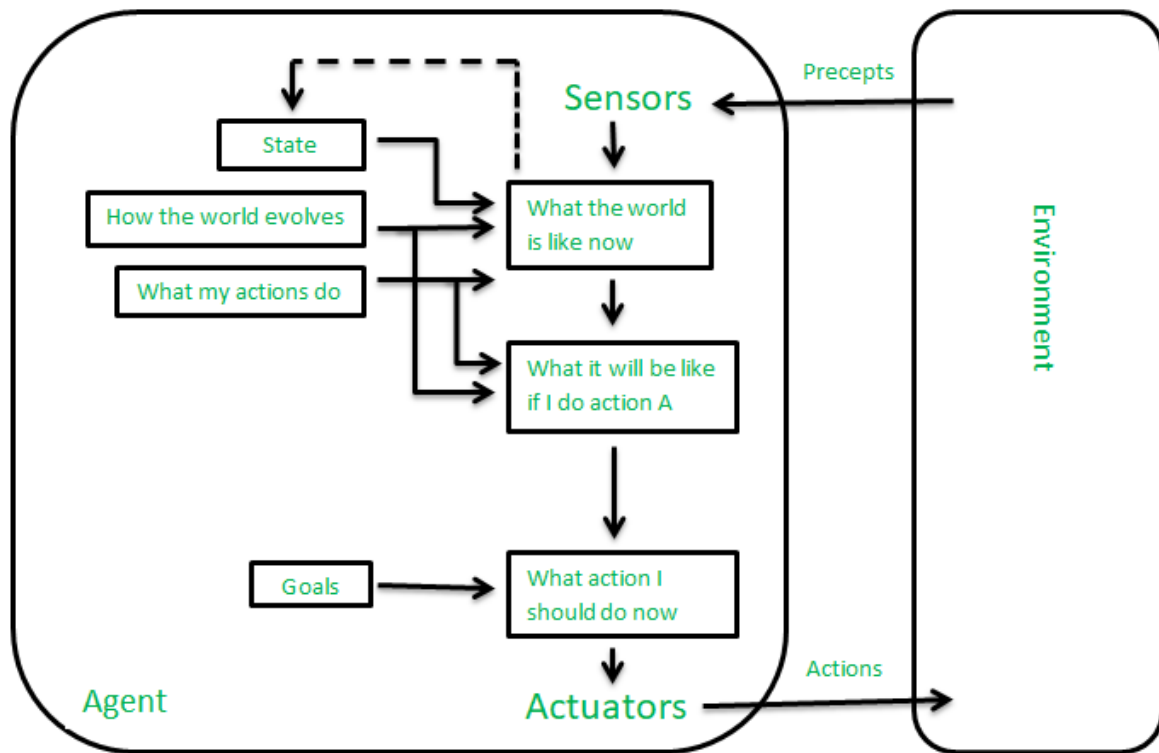 Precepts
Sensors
State
What the world
is like now
How the world evolves
What my actions do
Environment
What it will be like
if I do action A
Goals
What action I
should do now
Actions
Agent
Actuators